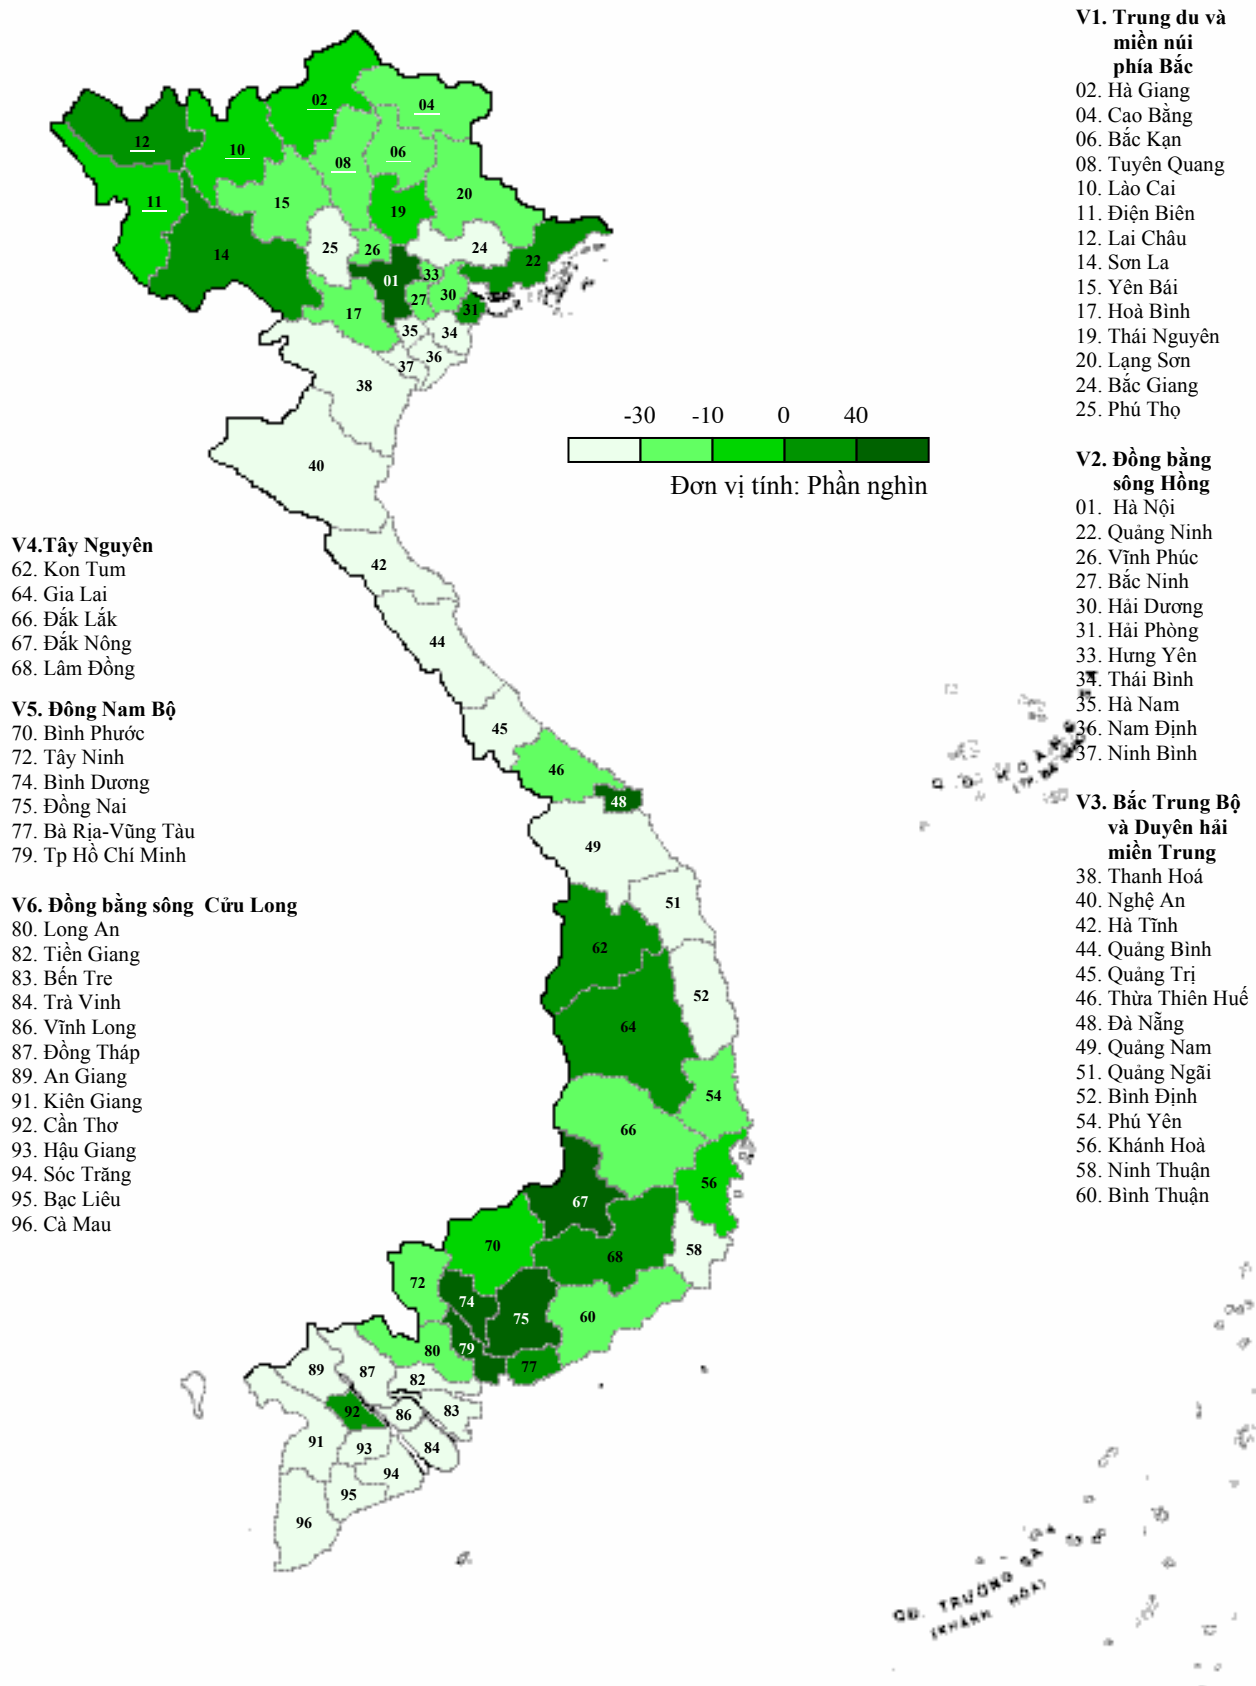 V1. Trung du và
miền núi
phía Bắc
02. Hà Giang
04. Cao Bằng
06. Bắc Kạn
08. Tuyên Quang
10. Lào Cai
11. Điện Biên
12. Lai Châu
14. Sơn La
15. Yên Bái
17. Hoà Bình
19. Thái Nguyên
20. Lạng Sơn
24. Bắc Giang
25. Phú Thọ
V2. Đồng bằng
sông Hồng
01. Hà Nội
22. Quảng Ninh
26. Vĩnh Phúc
27. Bắc Ninh
30. Hải Dương
31. Hải Phòng
33. Hưng Yên
34. Thái Bình
35. Hà Nam
36. Nam Định
37. Ninh Bình
V3. Bắc Trung Bộ
và Duyên hải
miền Trung
38. Thanh Hoá
40. Nghệ An
42. Hà Tĩnh
44. Quảng Bình
45. Quảng Trị
46. Thừa Thiên Huế
48. Đà Nẵng
49. Quảng Nam
51. Quảng Ngãi
52. Bình Định
54. Phú Yên
56. Khánh Hoà
58. Ninh Thuận
60. Bình Thuận
V4.Tây Nguyên
62. Kon Tum
64. Gia Lai
66. Đắk Lắk
67. Đắk Nông
68. Lâm Đồng
V5. Đông Nam Bộ
70. Bình Phước
72. Tây Ninh
74. Bình Dương
75. Đồng Nai
77. Bà Rịa-Vũng Tàu
79. Tp Hồ Chí Minh
V6. Đồng bằng sông Cửu Long
80. Long An
82. Tiền Giang
83. Bến Tre
84. Trà Vinh
86. Vĩnh Long
87. Đồng Tháp
89. An Giang
91. Kiên Giang
92. Cần Thơ
93. Hậu Giang
94. Sóc Trăng
95. Bạc Liêu
96. Cà Mau
-30 -10 0 40
Đơn vị tính: Phần nghìn
02
04
12
10
06
08
11
15
20
19
25
26
24
14
22
01
33
27
30
31
17
35
34
36
37
38
40
42
44
45
46
48
49
51
62
52
64
54
66
56
67
70
68
58
72
74
75
60
79
80
77
89
87
82
92
86
83
91
93
84
94
95
96
QĐ. TRƯỜNG SA
(KHÁNH HÒA)